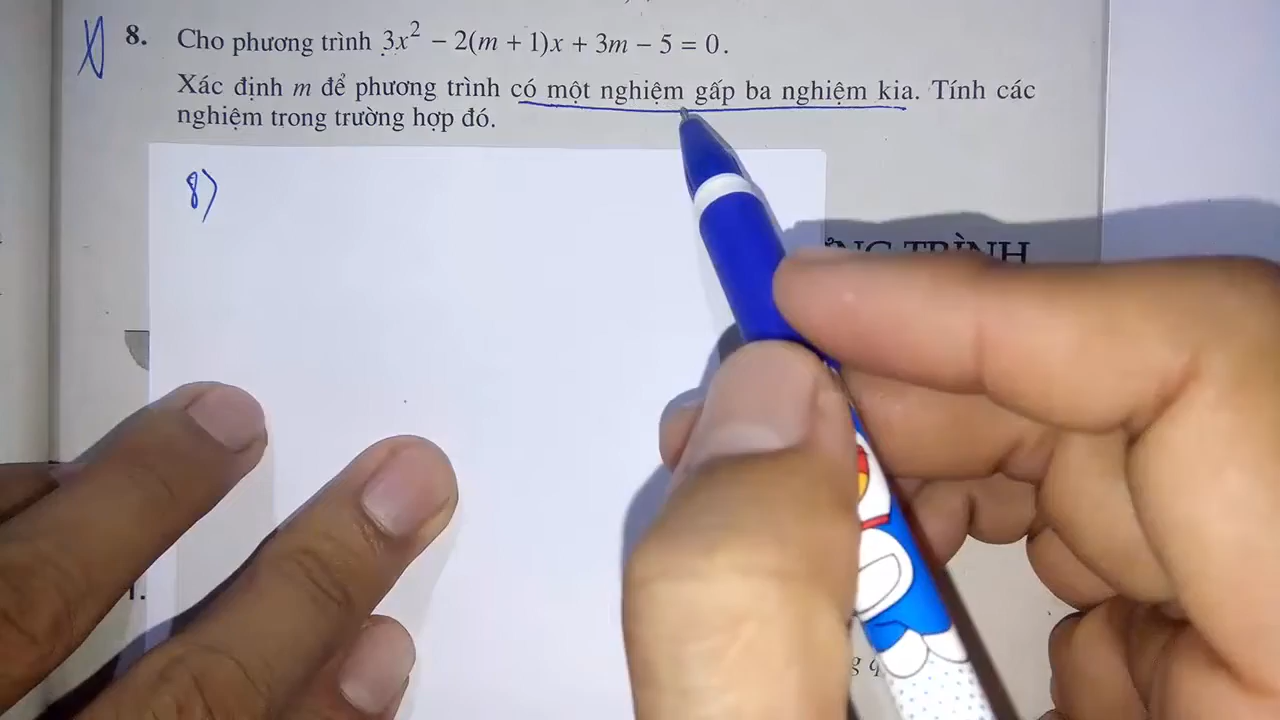 8. Cho phương trình 3x² − 2(m + 1)x + 3m − 5 = 0.
Xác định m để phương trình có một nghiệm gấp ba nghiệm kia. Tính các
nghiệm trong trường hợp đó.
8)
TRÌNH